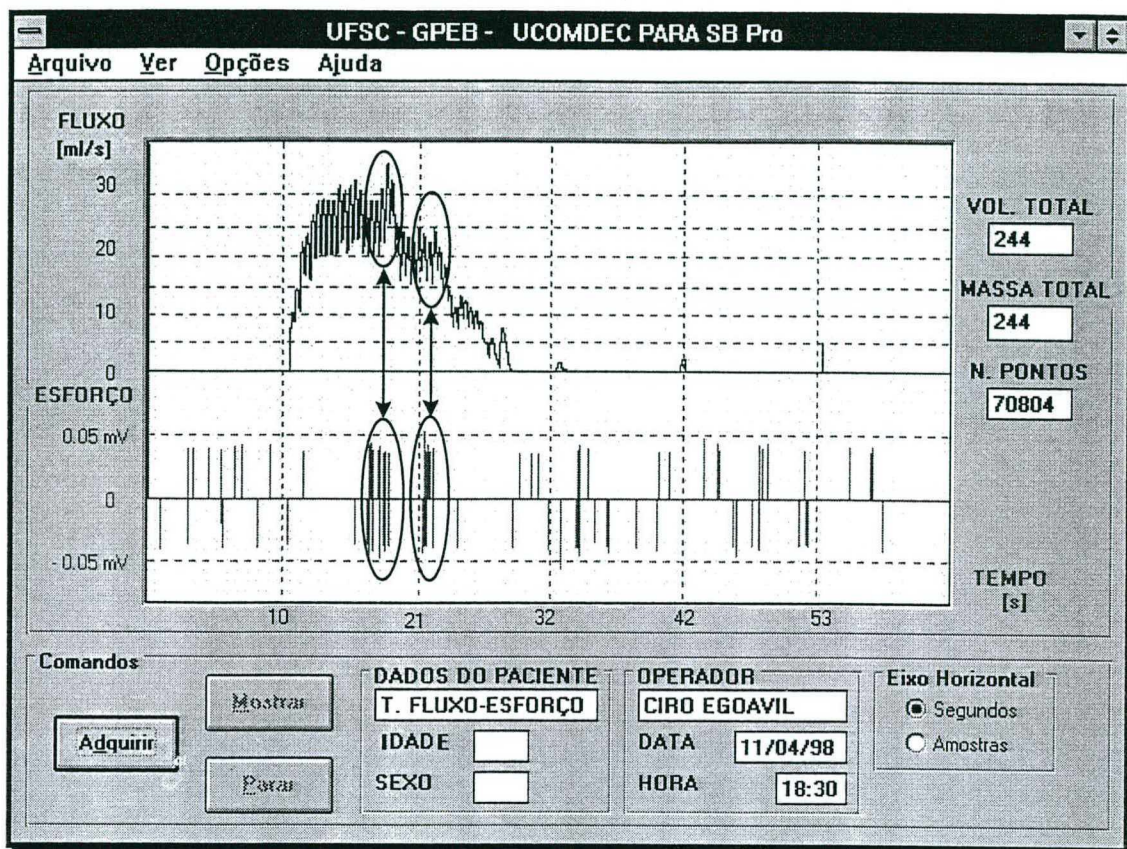 UFSC - GPEB - UCOMDEC PARA SB Pro
Arquivo Ver Opções Ajuda
FLUXO
[ml/s]
30
20
10
0
ESFORÇO
0.05 mV
0
- 0.05 mV
10 21 32 42 53
TEMPO
[s]
VOL. TOTAL
244
MASSA TOTAL
244
N. PONTOS
70804
Comandos
Adquirir
Mostrar
Parar
DADOS DO PACIENTE
T. FLUXO-ESFORÇO
IDADE
SEXO
OPERADOR
CIRO EGOAVIL
DATA 11/04/98
HORA 18:30
Eixo Horizontal
Segundos
Amostras